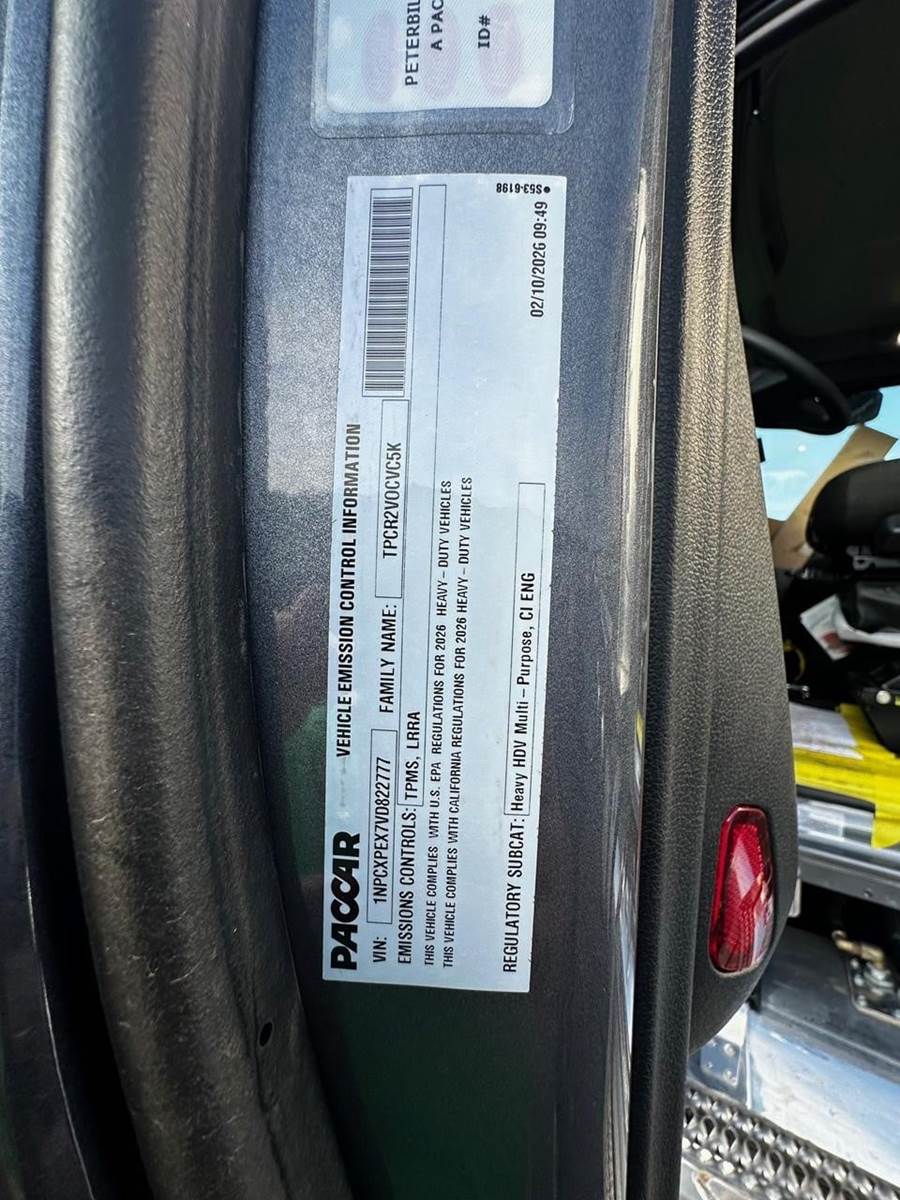 PETERBIL
A PAC
ID#
PACCAR VEHICLE EMISSION CONTROL INFORMATION
VIN: 1NPCXPEX7VD822777 FAMILY NAME: TPCR2VOCVC5K
EMISSIONS CONTROLS: TPMS, LRRA
THIS VEHICLE COMPLIES WITH U.S. EPA REGULATIONS FOR 2026 HEAVY – DUTY VEHICLES
THIS VEHICLE COMPLIES WITH CALIFORNIA REGULATIONS FOR 2026 HEAVY – DUTY VEHICLES
REGULATORY SUBCAT: Heavy HDV Multi – Purpose, CI ENG
02/10/2026 09:49
●S53-6198